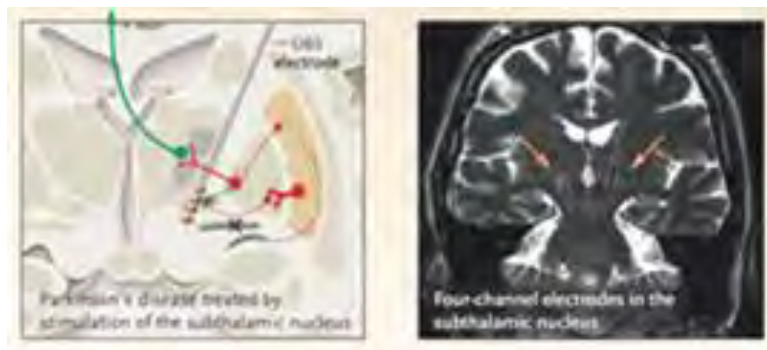 DBS
electrode
Parkinson's disease treated by
stimulation of the subthalamic nucleus
Four-channel electrodes in the
subthalamic nucleus